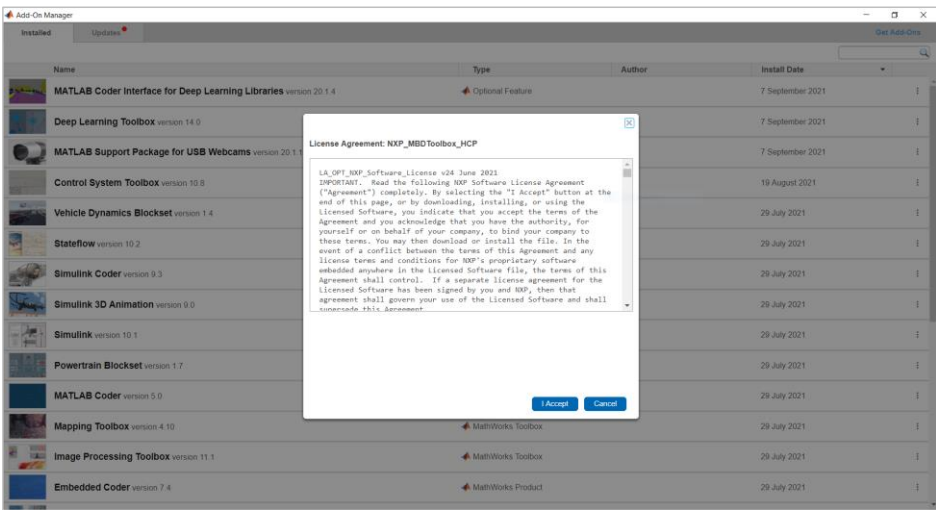 Add-On Manager
Installed Updates Get Add-Ons
Name Type Author Install Date
MATLAB Coder Interface for Deep Learning Libraries version 20.1.4 Optional Feature 7 September 2021
Deep Learning Toolbox version 14.0 7 September 2021
MATLAB Support Package for USB Webcams version 20.1.1 7 September 2021
Control System Toolbox version 10.8 19 August 2021
Vehicle Dynamics Blockset version 1.4 29 July 2021
Stateflow version 10.2 29 July 2021
Simulink Coder version 9.3 29 July 2021
Simulink 3D Animation version 9.0 29 July 2021
Simulink version 10.1 29 July 2021
Powertrain Blockset version 1.7 29 July 2021
MATLAB Coder version 5.0 29 July 2021
Mapping Toolbox version 4.10 MathWorks Toolbox 29 July 2021
Image Processing Toolbox version 11.1 MathWorks Toolbox 29 July 2021
Embedded Coder version 7.4 MathWorks Product 29 July 2021
License Agreement: NXP_MBDToolbox_HCP
LA_OPT_NXP_Software_License v24 June 2021
IMPORTANT. Read the following NXP Software License Agreement
("Agreement") completely. By selecting the "I Accept" button at the
end of this page, or by downloading, installing, or using the
Licensed Software, you indicate that you accept the terms of the
Agreement and you acknowledge that you have the authority, for
yourself or on behalf of your company, to bind your company to
these terms. You may then download or install the file. In the
event of a conflict between the terms of this Agreement and any
license terms and conditions for NXP's proprietary software
embedded anywhere in the Licensed Software file, the terms of this
Agreement shall control. If a separate license agreement for the
Licensed Software has been signed by you and NXP, then that
agreement shall govern your use of the Licensed Software and shall
supersede this Agreement
I Accept Cancel